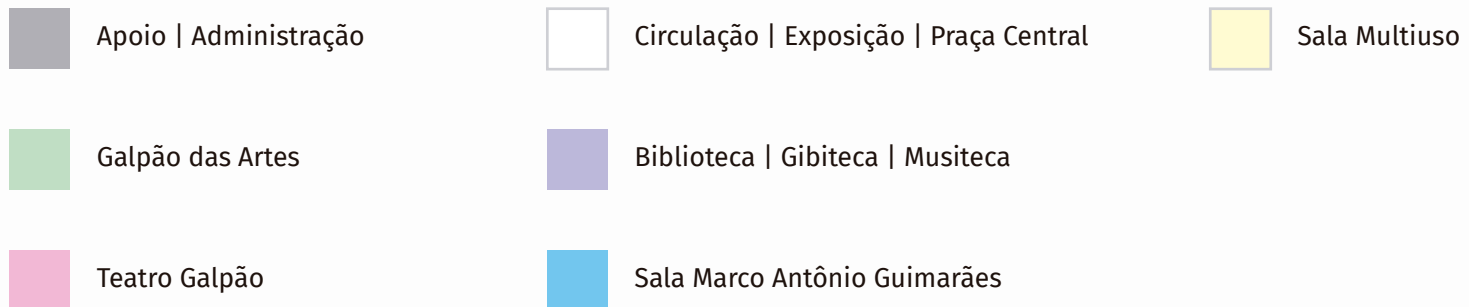 Apoio | Administração
Circulação | Exposição | Praça Central
Sala Multiuso
Galpão das Artes
Biblioteca | Gibiteca | Musiteca
Teatro Galpão
Sala Marco Antônio Guimarães